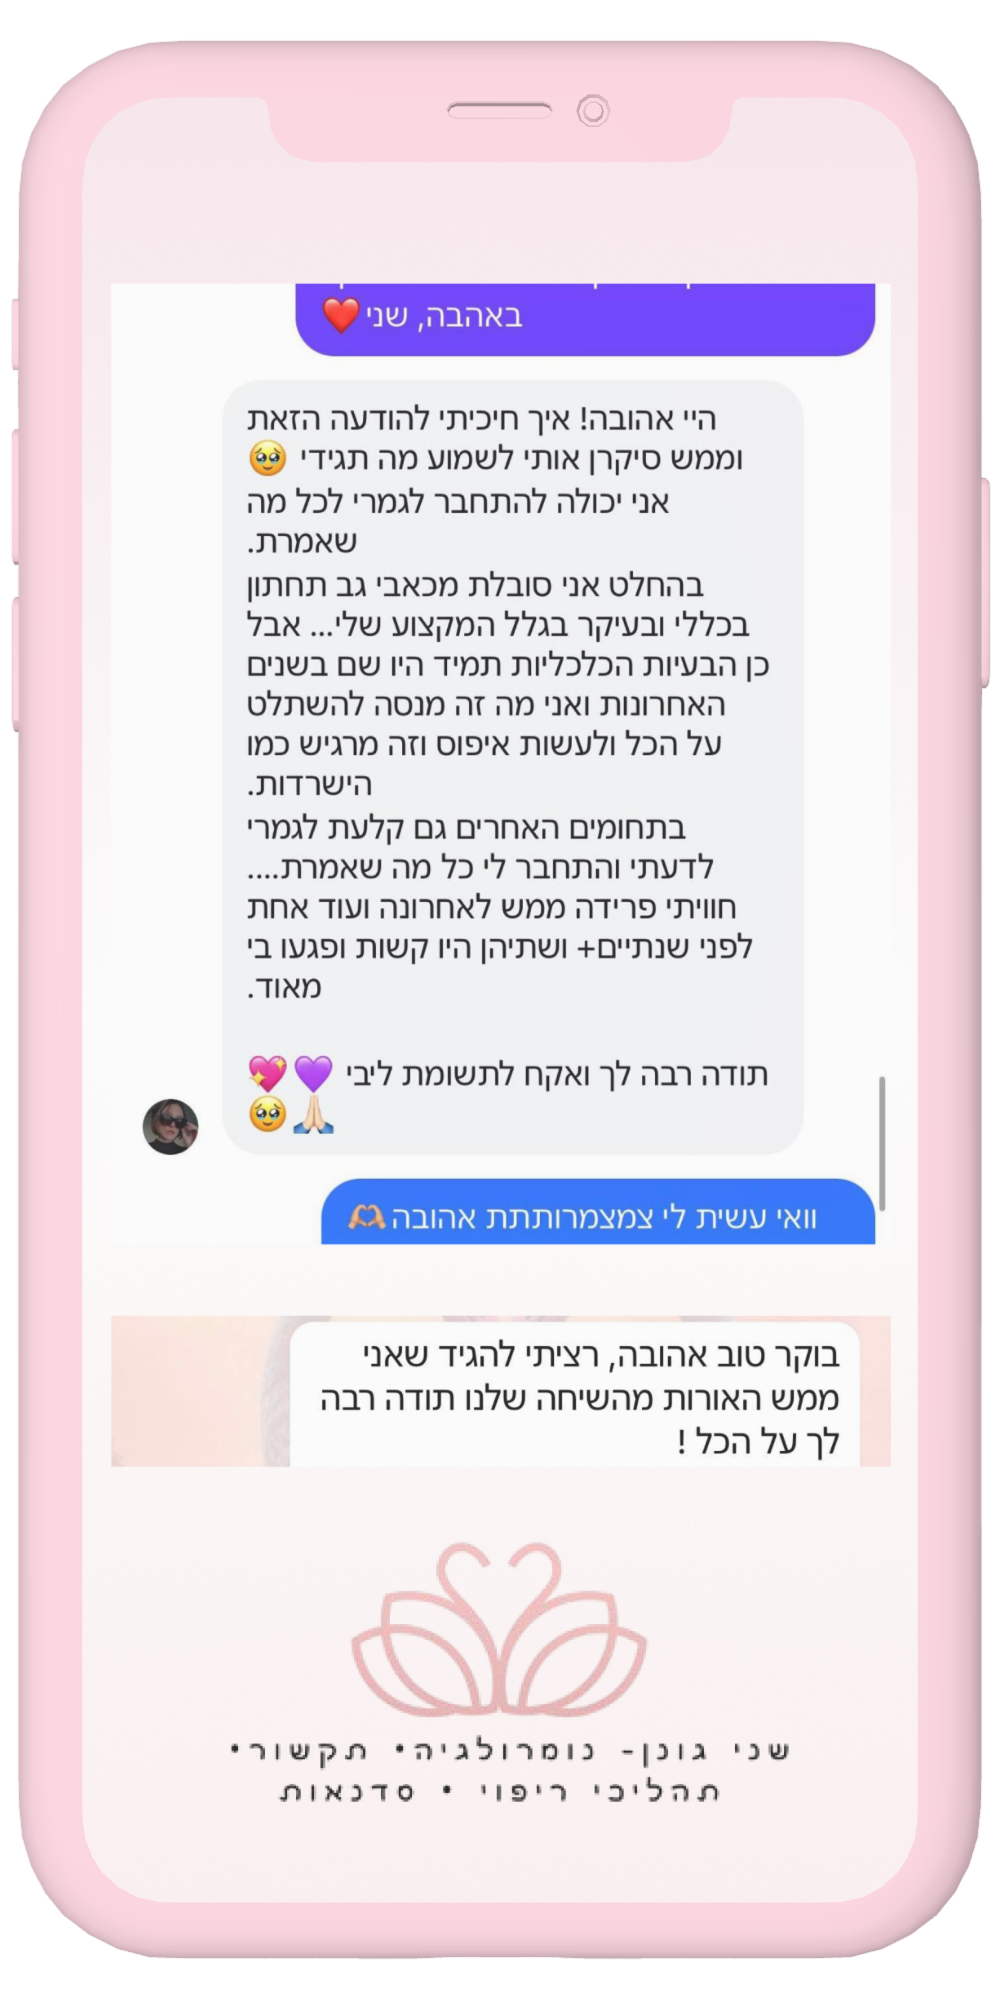 באהבה, שני❤️
היי אהובה! איך חיכיתי להודעה הזאת
וממש סיקרן אותי לשמוע מה תגידי 🥹
אני יכולה להתחבר לגמרי לכל מה
שאמרת.
בהחלט אני סובלת מכאבי גב תחתון
בכללי ובעיקר בגלל המקצוע שלי... אבל
כן הבעיות הכלכליות תמיד היו שם בשנים
האחרונות ואני מה זה מנסה להשתלט
על הכל ולעשות איפוס וזה מרגיש כמו
הישרדות.
בתחומים האחרים גם קלעת לגמרי
לדעתי והתחבר לי כל מה שאמרת....
חוויתי פרידה ממש לאחרונה ועוד אחת
לפני שנתיים+ ושתיהן היו קשות ופגעו בי
מאוד.
תודה רבה לך ואקח לתשומת ליבי 💜💖
🙏🏻🥹
וואי עשית לי צמצמרותתת אהובה🫶🏼
בוקר טוב אהובה, רציתי להגיד שאני
ממש האורות מהשיחה שלנו תודה רבה
לך על הכל !
שני גונן- נומרולגיה• תקשור•
תהליכי ריפוי • סדנאות